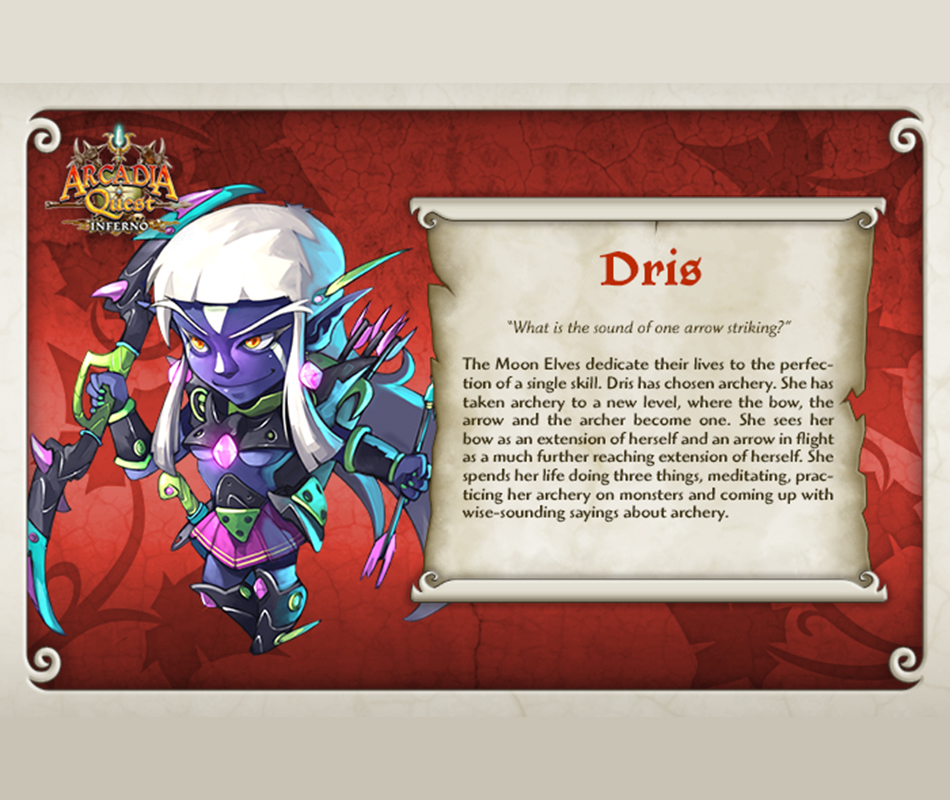 ARCADIA
Quest
INFERNO
Dris
“What is the sound of one arrow striking?”
The Moon Elves dedicate their lives to the perfec-
tion of a single skill. Dris has chosen archery. She has
taken archery to a new level, where the bow, the
arrow and the archer become one. She sees her
bow as an extension of herself and an arrow in flight
as a much further reaching extension of herself. She
spends her life doing three things, meditating, prac-
ticing her archery on monsters and coming up with
wise-sounding sayings about archery.